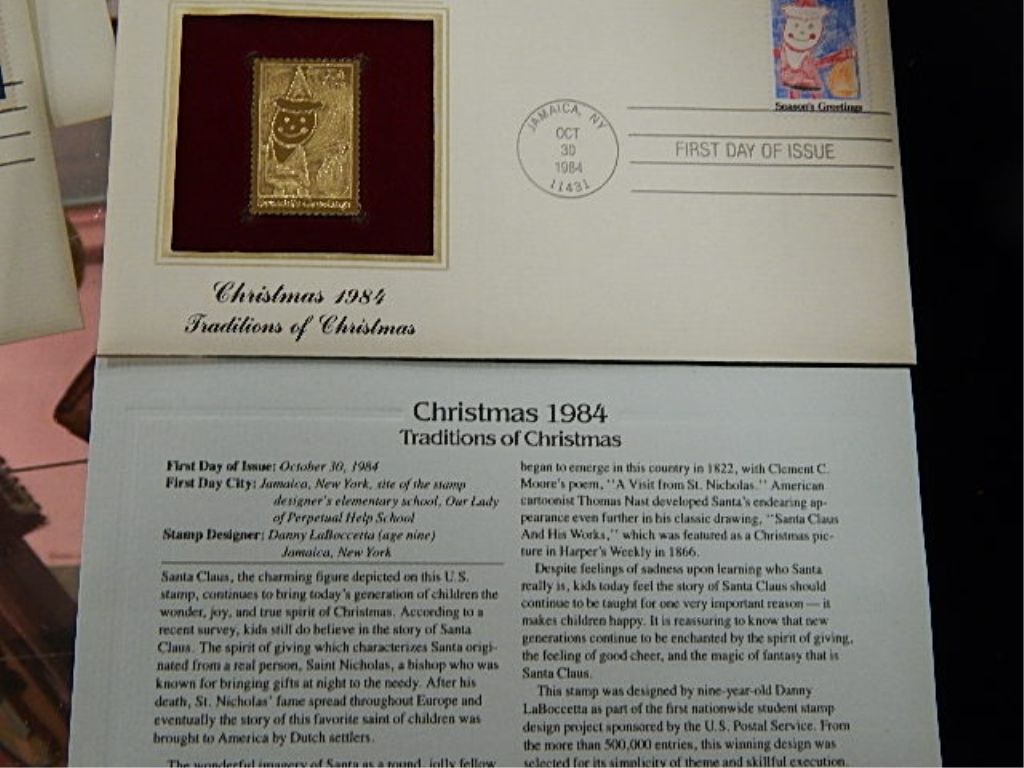 Season's Greetings
JAMAICA, NY
OCT
30
1984
11431
FIRST DAY OF ISSUE
Christmas 1984
Traditions of Christmas
Christmas 1984
Traditions of Christmas
First Day of Issue: October 30, 1984
First Day City: Jamaica, New York, site of the stamp
designer's elementary school, Our Lady
of Perpetual Help School
Stamp Designer: Danny LaBoccetta (age nine)
Jamaica, New York
Santa Claus, the charming figure depicted on this U.S.
stamp, continues to bring today's generation of children the
wonder, joy, and true spirit of Christmas. According to a
recent survey, kids still do believe in the story of Santa
Claus. The spirit of giving which characterizes Santa origi-
nated from a real person, Saint Nicholas, a bishop who was
known for bringing gifts at night to the needy. After his
death, St. Nicholas' fame spread throughout Europe and
eventually the story of this favorite saint of children was
brought to America by Dutch settlers.
The wonderful imagery of Santa as a round, jolly fellow
began to emerge in this country in 1822, with Clement C.
Moore's poem, "A Visit from St. Nicholas." American
cartoonist Thomas Nast developed Santa's endearing ap-
pearance even further in his classic drawing, "Santa Claus
And His Works," which was featured as a Christmas pic-
ture in Harper's Weekly in 1866.
Despite feelings of sadness upon learning who Santa
really is, kids today feel the story of Santa Claus should
continue to be taught for one very important reason — it
makes children happy. It is reassuring to know that new
generations continue to be enchanted by the spirit of giving,
the feeling of good cheer, and the magic of fantasy that is
Santa Claus.
This stamp was designed by nine-year-old Danny
LaBoccetta as part of the first nationwide student stamp
design project sponsored by the U.S. Postal Service. From
the more than 500,000 entries, this winning design was
selected for its simplicity of theme and skillful execution.